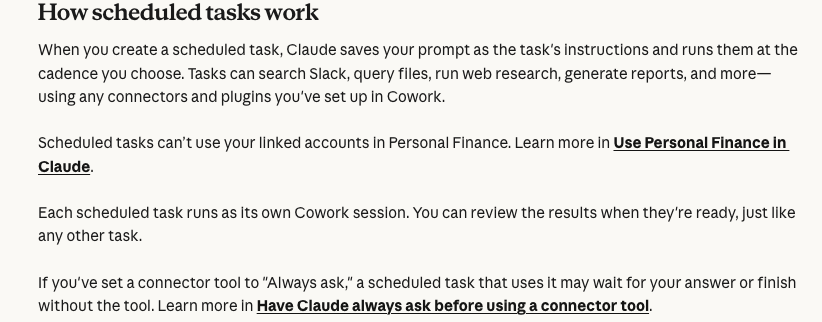 How scheduled tasks work
When you create a scheduled task, Claude saves your prompt as the task's instructions and runs them at the
cadence you choose. Tasks can search Slack, query files, run web research, generate reports, and more—
using any connectors and plugins you've set up in Cowork.
Scheduled tasks can't use your linked accounts in Personal Finance. Learn more in Use Personal Finance in
Claude.
Each scheduled task runs as its own Cowork session. You can review the results when they're ready, just like
any other task.
If you've set a connector tool to "Always ask," a scheduled task that uses it may wait for your answer or finish
without the tool. Learn more in Have Claude always ask before using a connector tool.